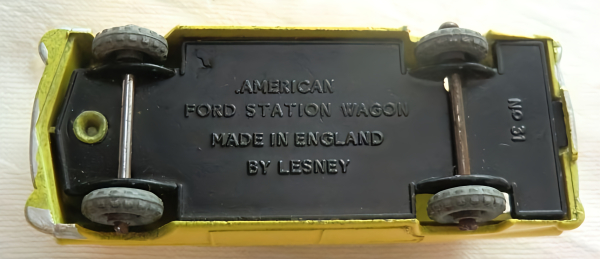 AMERICAN
FORD STATION WAGON
MADE IN ENGLAND
BY LESNEY
No 31